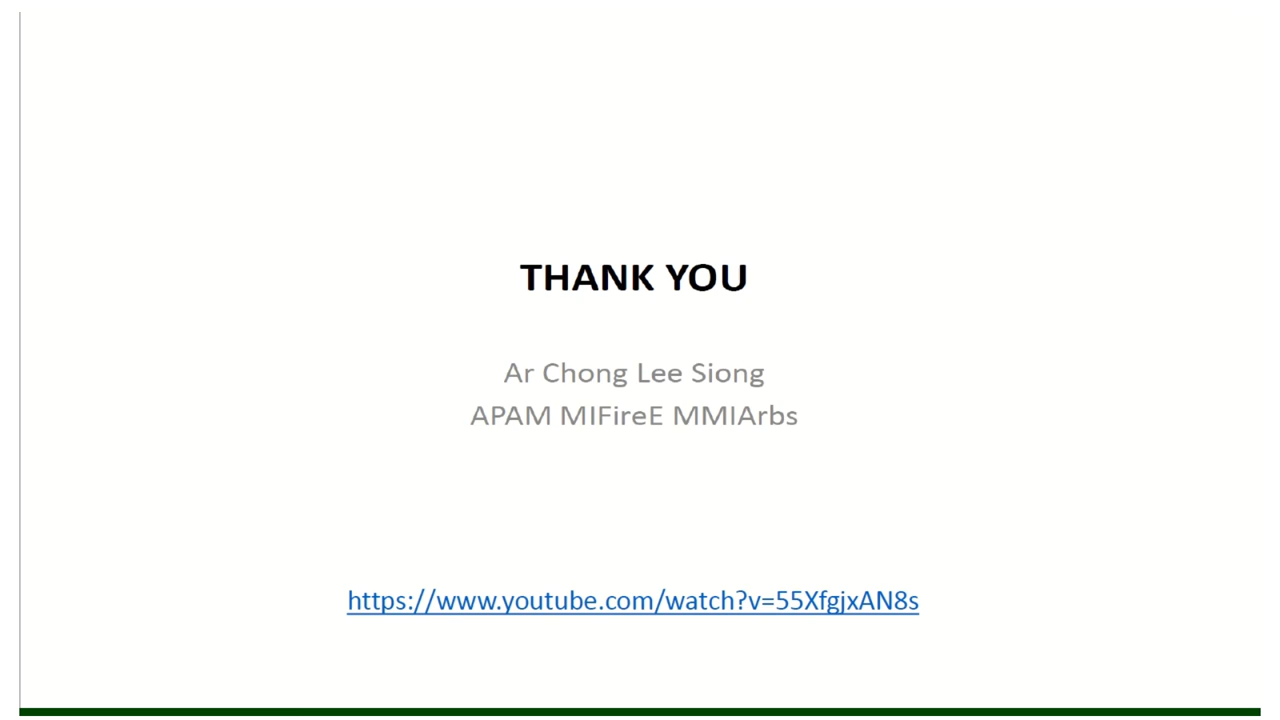 THANK YOU
Ar Chong Lee Siong
APAM MIFireE MMIArbs
https://www.youtube.com/watch?v=55XfgjxAN8s